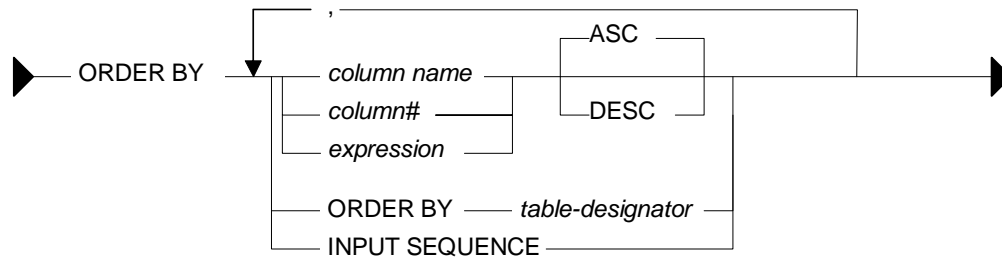 ,
ASC
ORDER BY column name
column# DESC
expression
ORDER BY table-designator
INPUT SEQUENCE